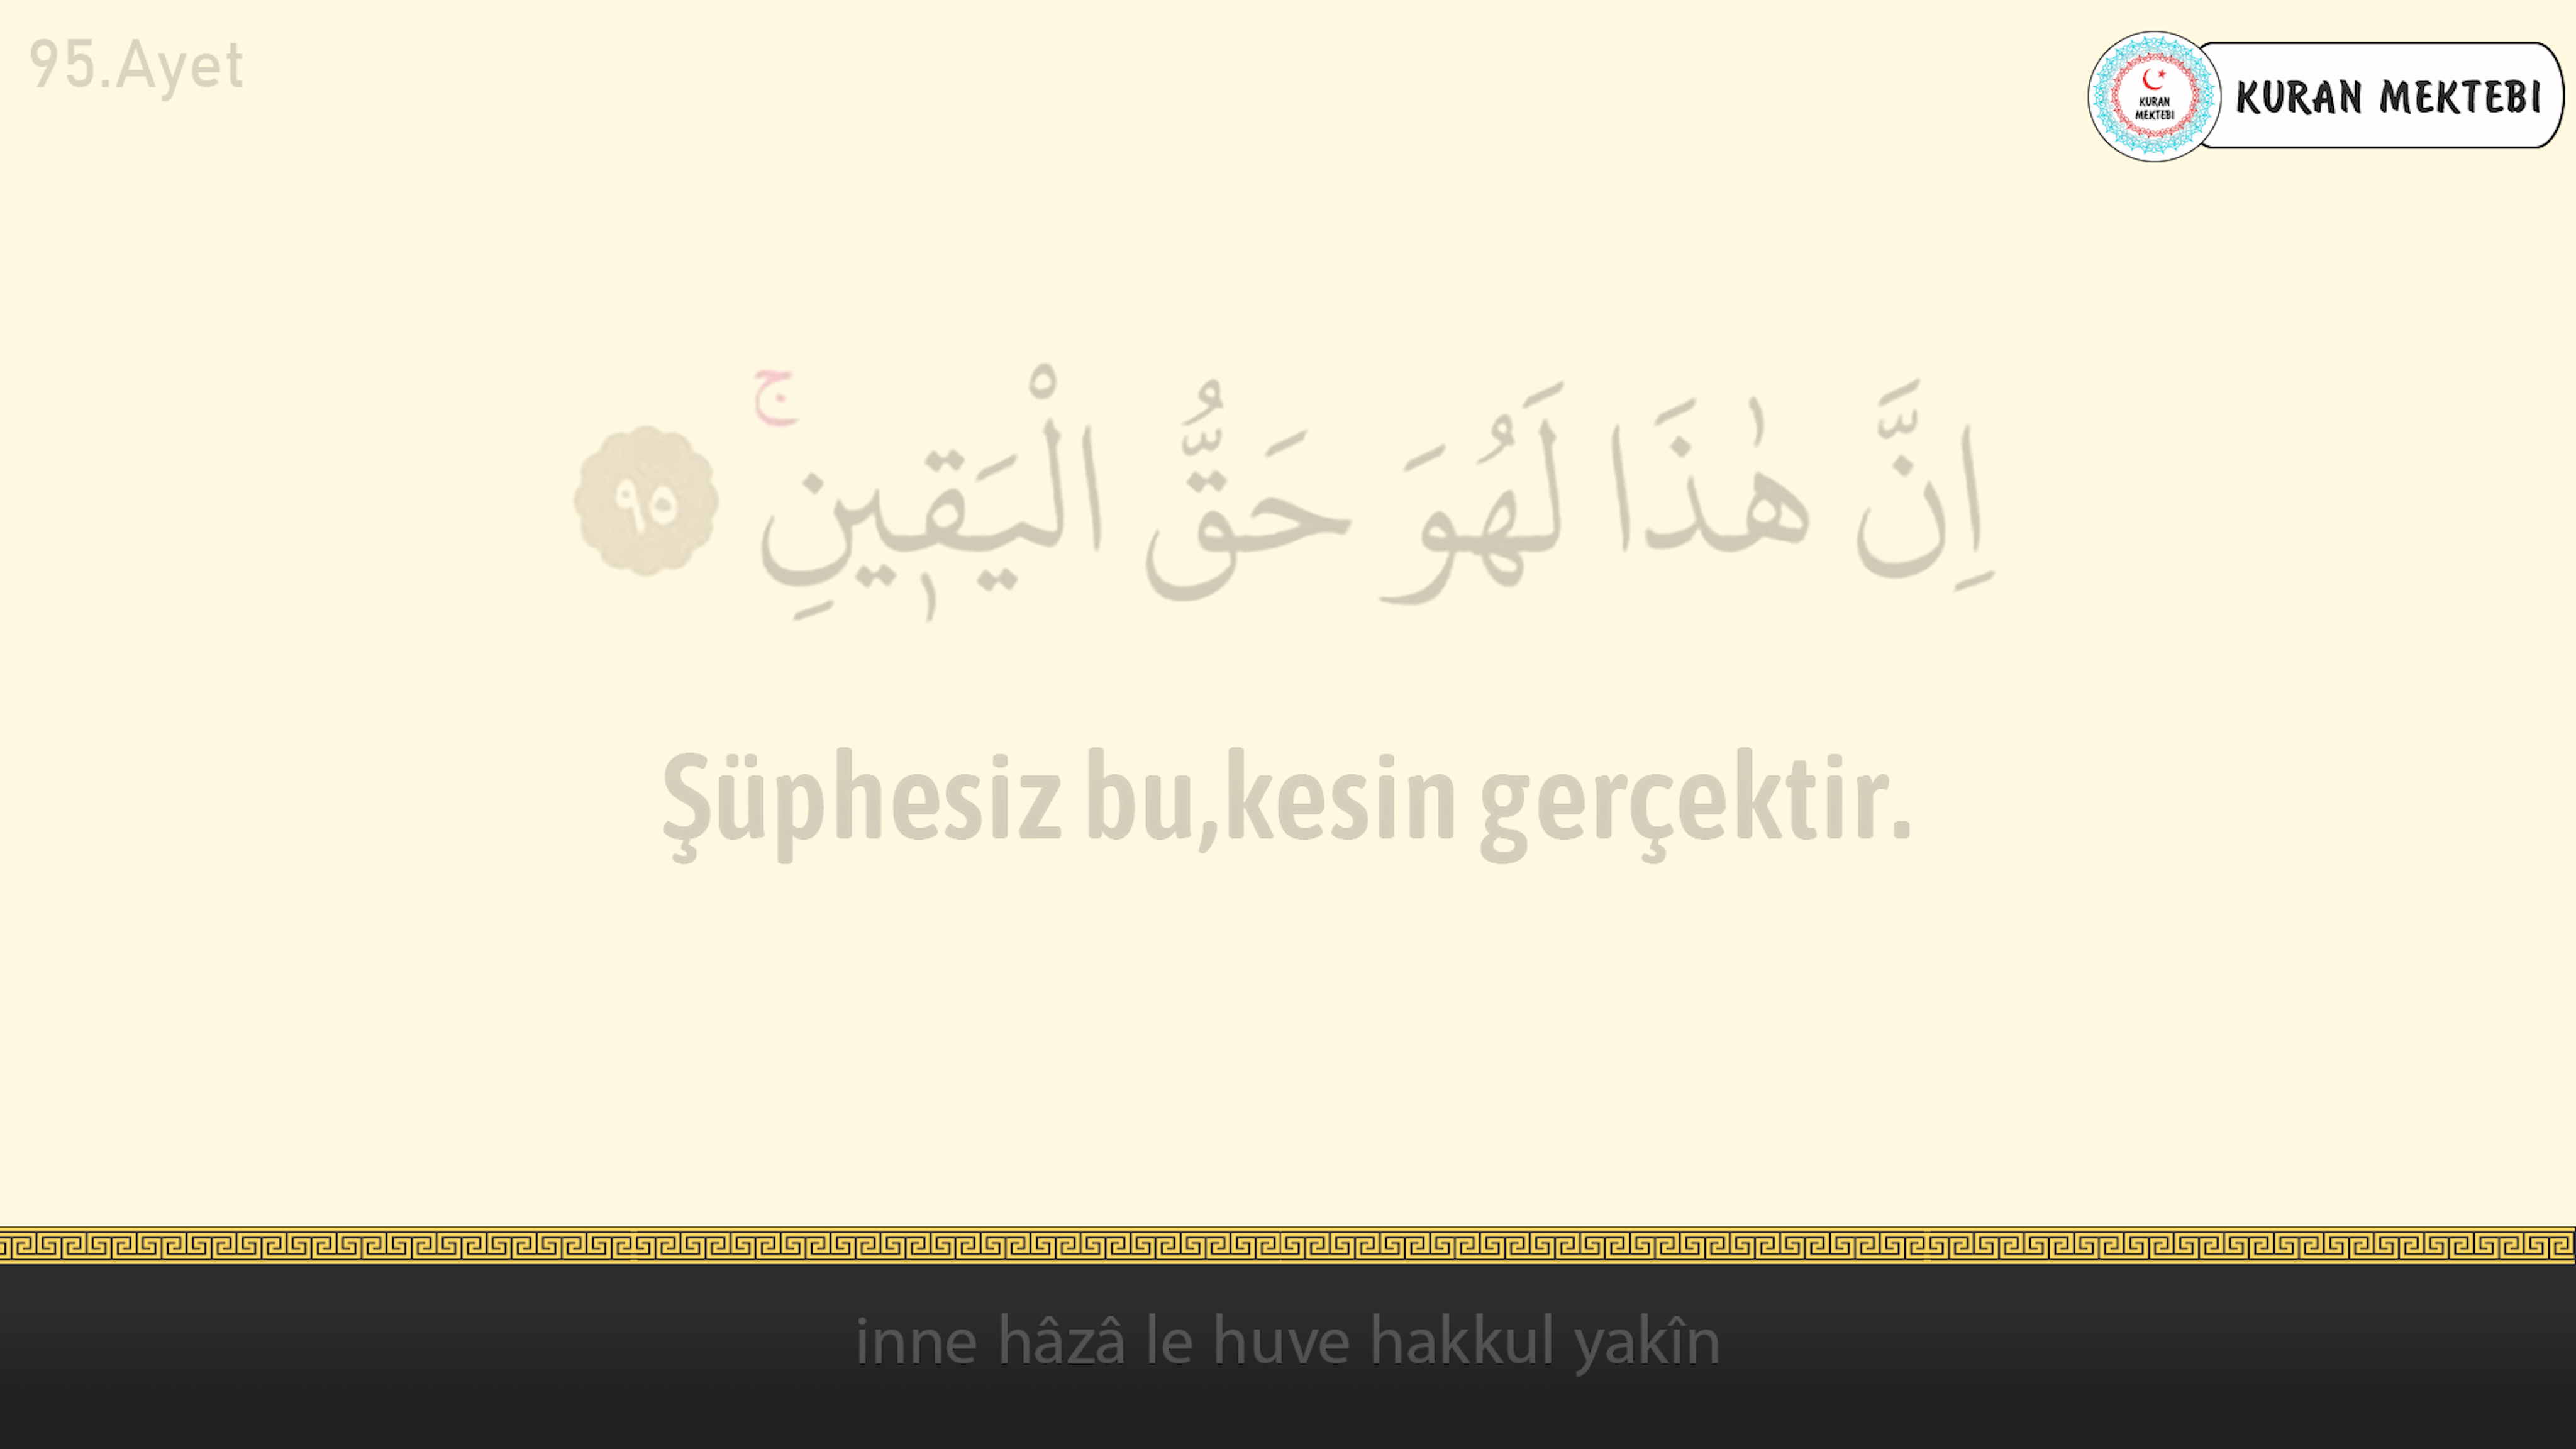 95.Ayet
KURAN MEKTEBI
KURAN
MEKTEBI
اِنَّ هٰذَا لَهُوَ حَقُّ الْيَقٖينِۚ ﴿٩٥﴾
Şüphesiz bu,kesin gerçektir.
inne hâzâ le huve hakkul yakîn